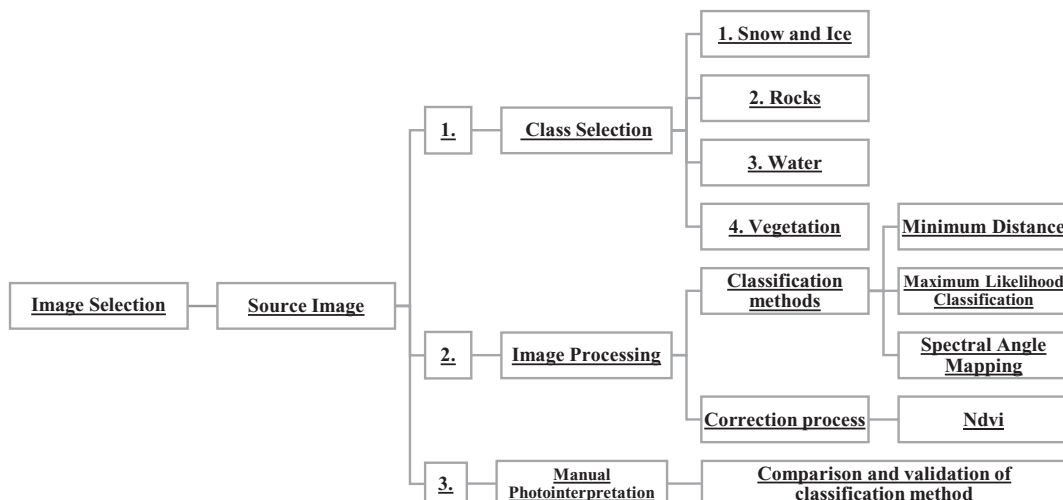 Image Selection
Source Image
1.
Class Selection
1. Snow and Ice
2. Rocks
3. Water
4. Vegetation
2.
Image Processing
Classification
methods
Minimum Distance
Maximum Likelihood
Classification
Spectral Angle
Mapping
Correction process
Ndvi
3.
Manual
Photointerpretation
Comparison and validation of
classification method